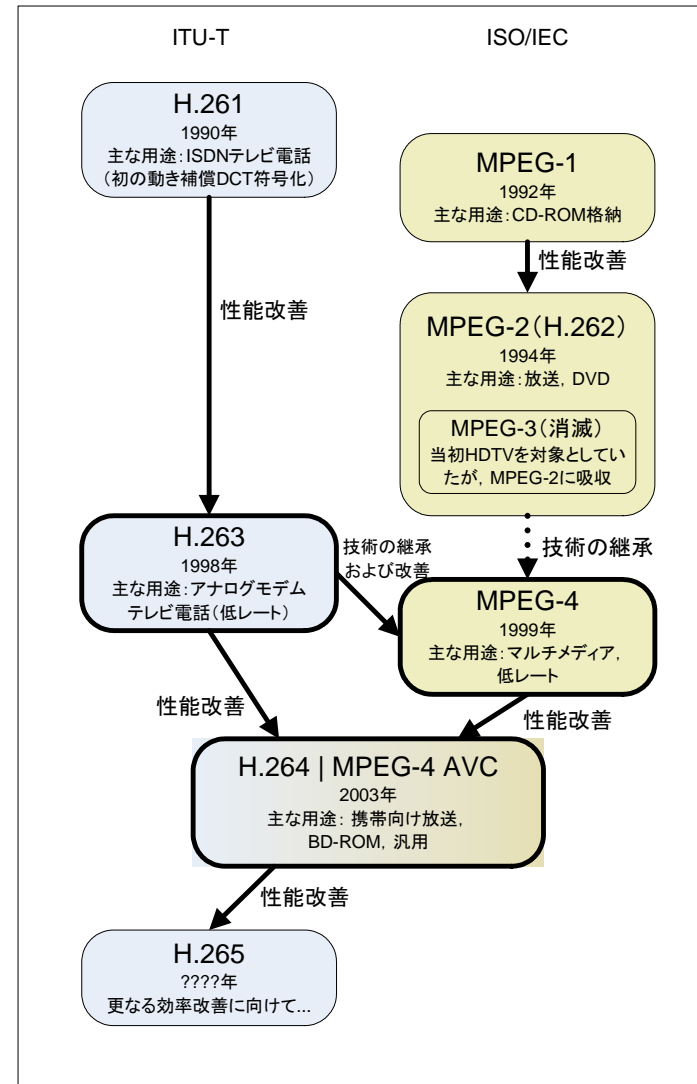 ITU-T
ISO/IEC
H.261
1990年
主な用途：ISDNテレビ電話
（初の動き補償DCT符号化）
MPEG-1
1992年
主な用途：CD-ROM格納
性能改善
性能改善
MPEG-2（H.262）
1994年
主な用途：放送，DVD
MPEG-3（消滅）
当初HDTVを対象としてい
たが，MPEG-2に吸収
H.263
1998年
主な用途：アナログモデム
テレビ電話（低レート）
技術の継承
および改善
技術の継承
MPEG-4
1999年
主な用途：マルチメディア，
低レート
性能改善
性能改善
H.264 | MPEG-4 AVC
2003年
主な用途： 携帯向け放送，
BD-ROM，汎用
性能改善
H.265
????年
更なる効率改善に向けて...